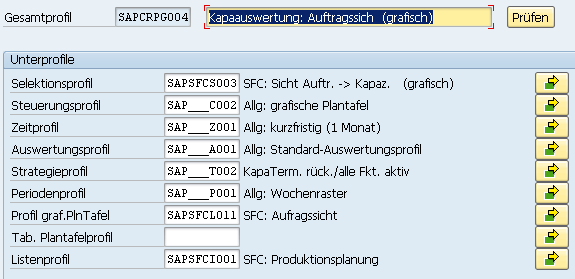 Gesamtprofil SAPCRPG004 Kapaauswertung: Auftragssich (grafisch) Prüfen
Unterprofile
Selektionsprofil SAPSFCS003 SFC: Sicht Auftr. -> Kapaz. (grafisch)
Steuerungsprofil SAP___C002 Allg: grafische Plantafel
Zeitprofil SAP___Z001 Allg: kurzfristig (1 Monat)
Auswertungsprofil SAP___A001 Allg: Standard-Auswertungsprofil
Strategieprofil SAP___T002 KapaTerm. rück./alle Fkt. aktiv
Periodenprofil SAP___P001 Allg: Wochenraster
Profil graf.PlnTafel SAPSFCL011 SFC: Aufragssicht
Tab. Plantafelprofil
Listenprofil SAPSFCI001 SFC: Produktionsplanung